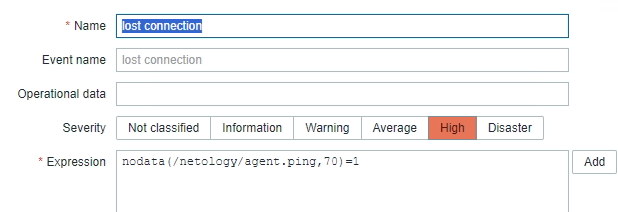 * Name lost connection
Event name lost connection
Operational data
Severity Not classified Information Warning Average High Disaster
* Expression nodata(/netology/agent.ping,70)=1 Add